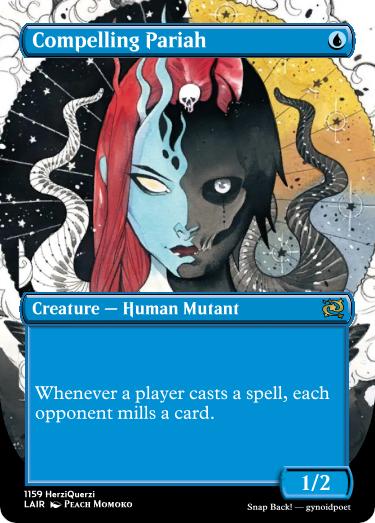 Compelling Pariah
Creature — Human Mutant
Whenever a player casts a spell, each
opponent mills a card.
1/2
1159 HerziQuerzi
LAIR Peach Momoko
Snap Back! — gynoidpoet